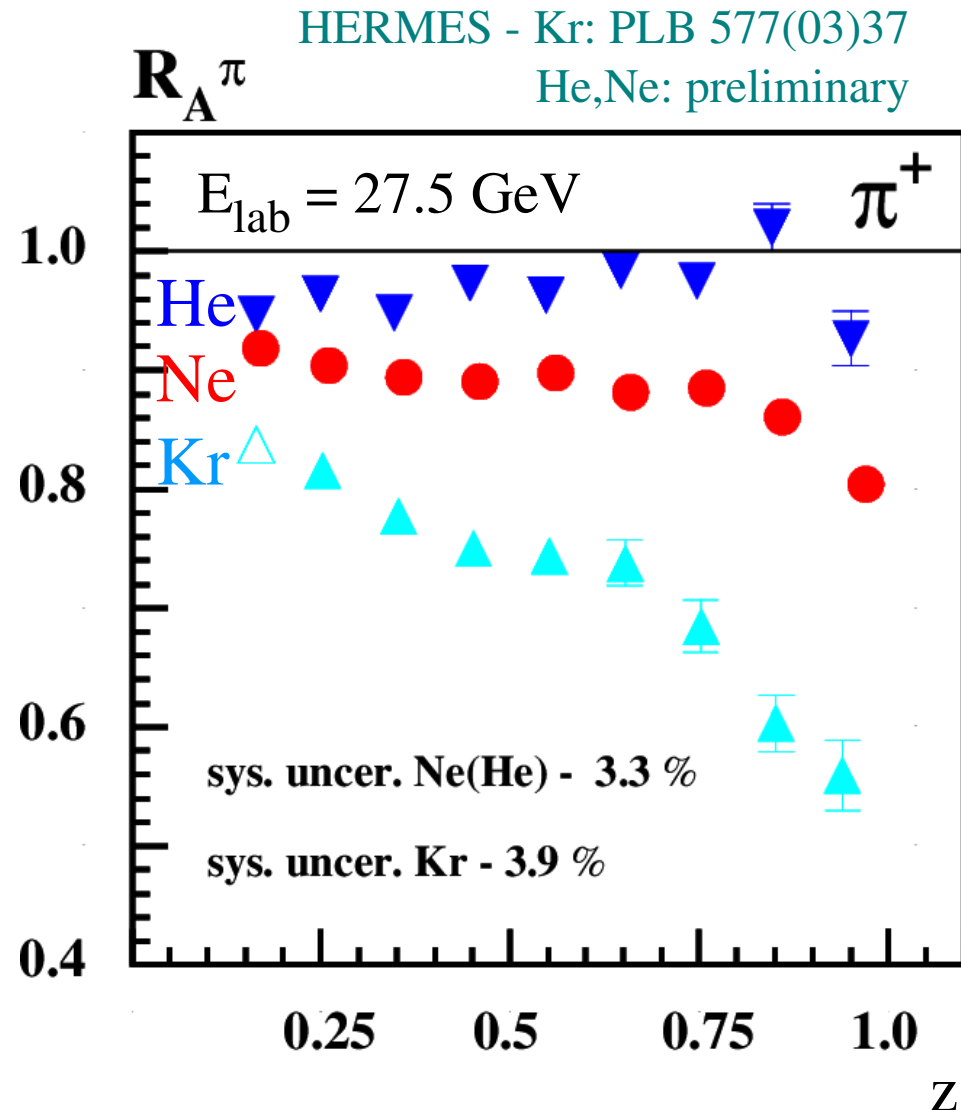 HERMES - Kr: PLB 577(03)37
He,Ne: preliminary
R_A^π
E_lab = 27.5 GeV
π⁺
1.0
He
Ne
Kr
0.8
0.6
sys. uncer. Ne(He) - 3.3 %
sys. uncer. Kr - 3.9 %
0.4
0.25 0.5 0.75 1.0
z